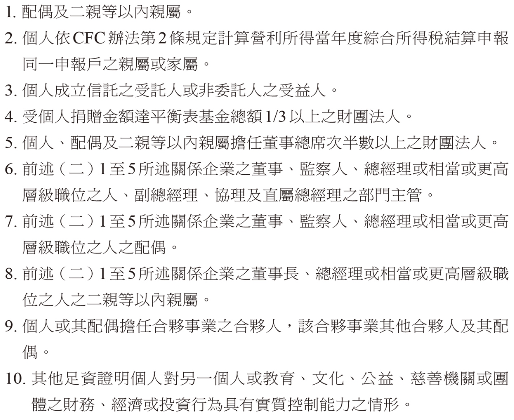 1. 配偶及二親等以內親屬。
2. 個人依CFC辦法第2條規定計算營利所得當年度綜合所得稅結算申報
同一申報戶之親屬或家屬。
3. 個人成立信託之受託人或非委託人之受益人。
4. 受個人捐贈金額達平衡表基金總額1/3以上之財團法人。
5. 個人、配偶及二親等以內親屬擔任董事總席次半數以上之財團法人。
6. 前述（二）1至5所述關係企業之董事、監察人、總經理或相當或更高
層級職位之人、副總經理、協理及直屬總經理之部門主管。
7. 前述（二）1至5所述關係企業之董事、監察人、總經理或相當或更高
層級職位之人之配偶。
8. 前述（二）1至5所述關係企業之董事長、總經理或相當或更高層級職
位之人之二親等以內親屬。
9. 個人或其配偶擔任合夥事業之合夥人，該合夥事業其他合夥人及其配
偶。
10. 其他足資證明個人對另一個人或教育、文化、公益、慈善機關或團
體之財務、經濟或投資行為具有實質控制能力之情形。